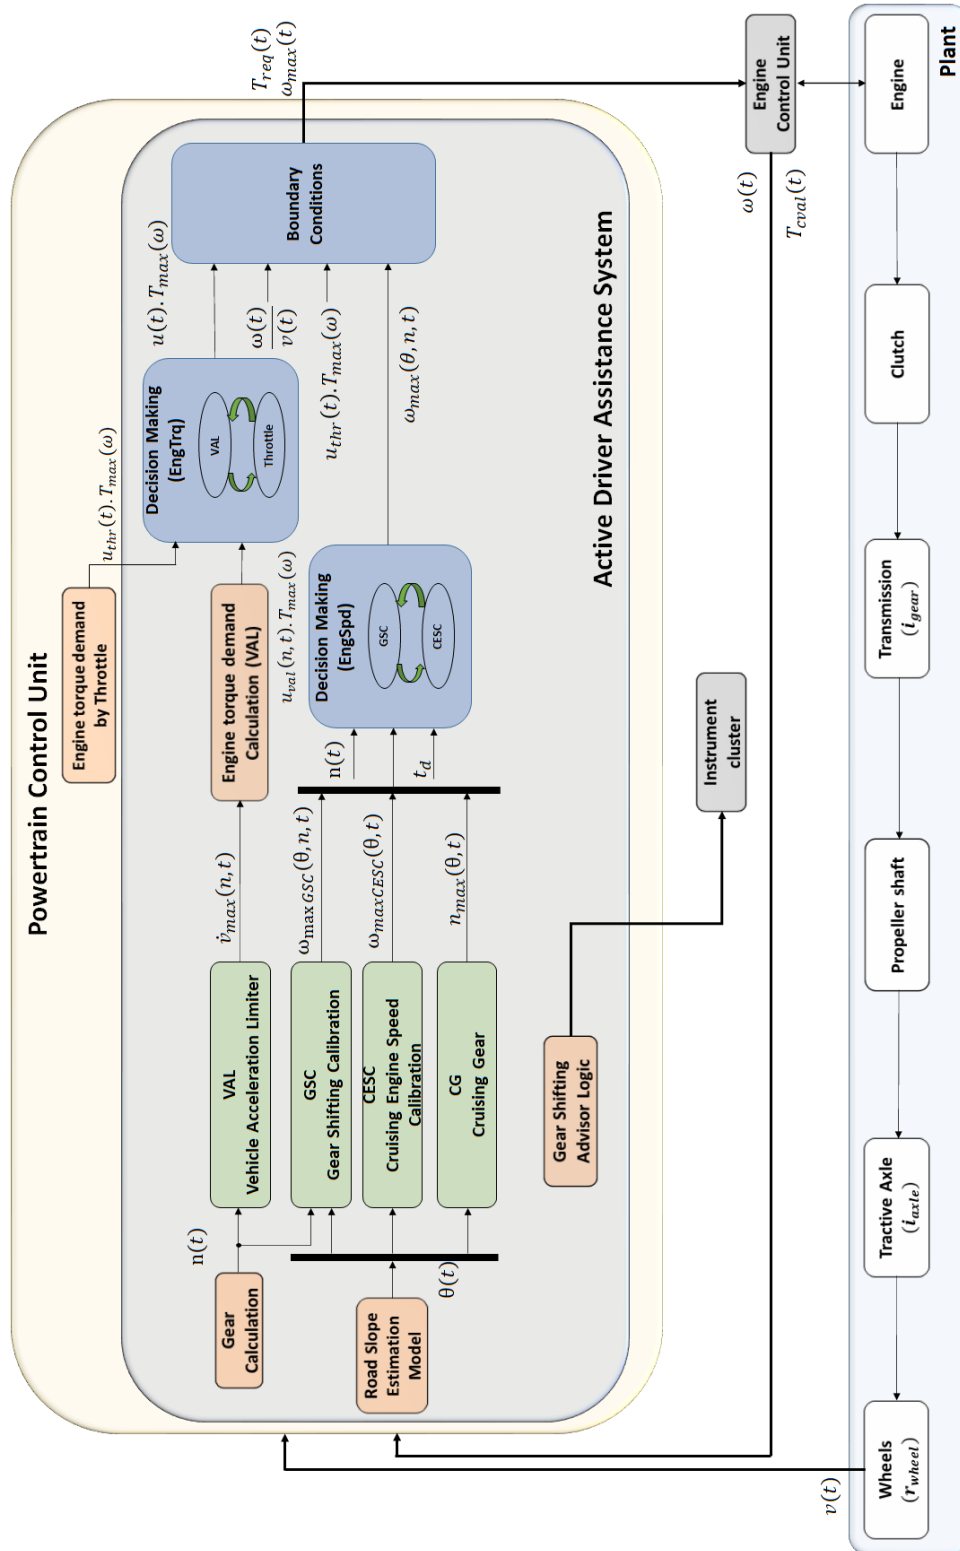 Powertrain Control Unit
Engine torque demand
by Throttle
u_thr(t).T_max(ω)
Gear
Calculation
n(t)
VAL
Vehicle Acceleration Limiter
v̇_max(n,t)
Engine torque demand
Calculation (VAL)
u_val(n,t).T_max(ω)
Decision Making
(EngTrq)
VAL
Throttle
u(t).T_max(ω)
ω(t)
v(t)
u_thr(t).T_max(ω)
ω_max(θ,n,t)
Boundary
Conditions
T_req(t)
ω_max(t)
Road Slope
Estimation
Model
θ(t)
GSC
Gear Shifting Calibration
ω_maxGSC(θ,n,t)
CESC
Cruising Engine Speed
Calibration
ω_maxCESC(θ,t)
CG
Cruising Gear
n_max(θ,t)
n(t)
t_d
Decision Making
(EngSpd)
GSC
CESC
Gear Shifting
Advisor Logic
Active Driver Assistance System
Instrument
cluster
Engine
Control Unit
ω(t)
T_cval(t)
v(t)
Wheels
(r_wheel)
Tractive Axle
(i_axle)
Propeller shaft
Transmission
(i_gear)
Clutch
Engine
Plant